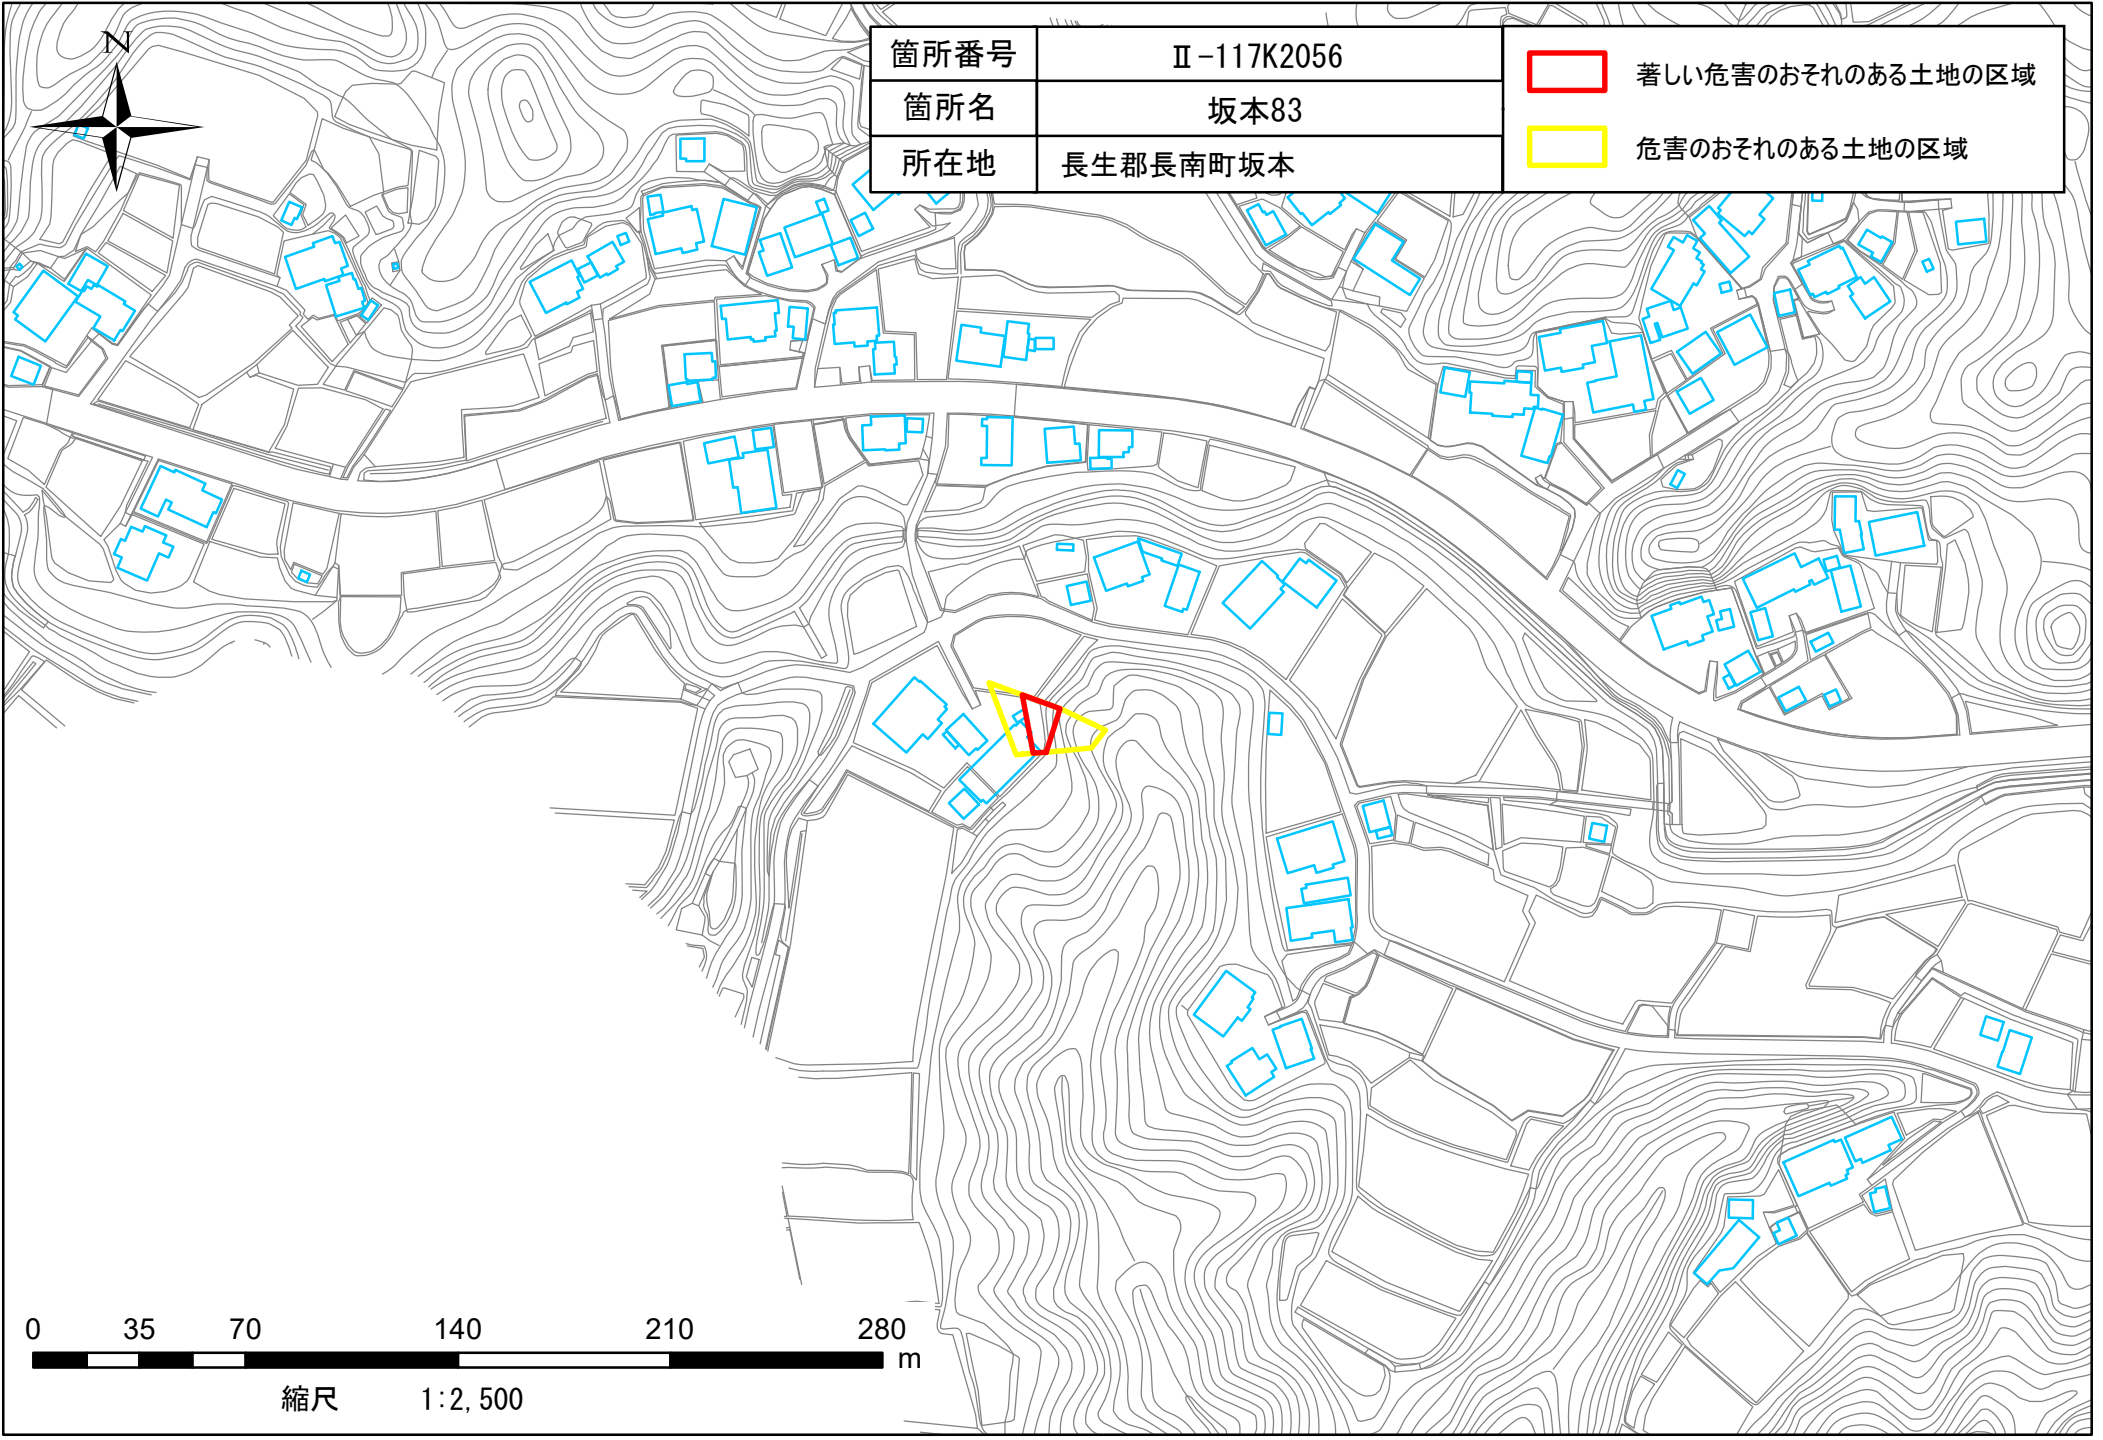 N
箇所番号 Ⅱ-117K2056
箇所名 坂本83
所在地 長生郡長南町坂本
著しい危害のおそれのある土地の区域
危害のおそれのある土地の区域
0 35 70 140 210 280
m
縮尺 1:2,500